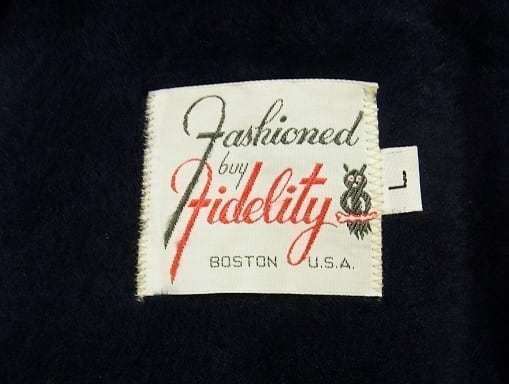 Fashioned
buy
Fidelity
BOSTON U.S.A.
L